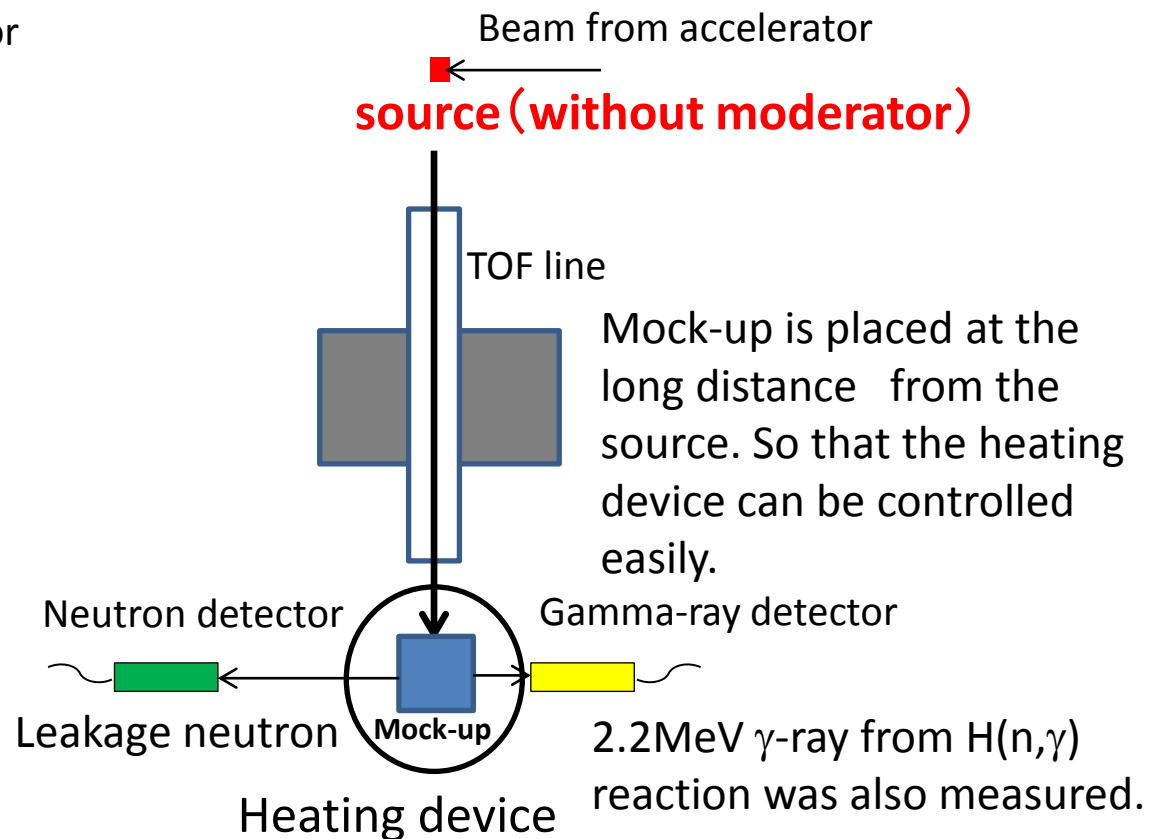 or
Beam from accelerator
source（without moderator）
TOF line
Mock-up is placed at the
long distance from the
source. So that the heating
device can be controlled
easily.
Neutron detector
Gamma-ray detector
Leakage neutron
Mock-up
2.2MeV γ-ray from H(n,γ)
reaction was also measured.
Heating device